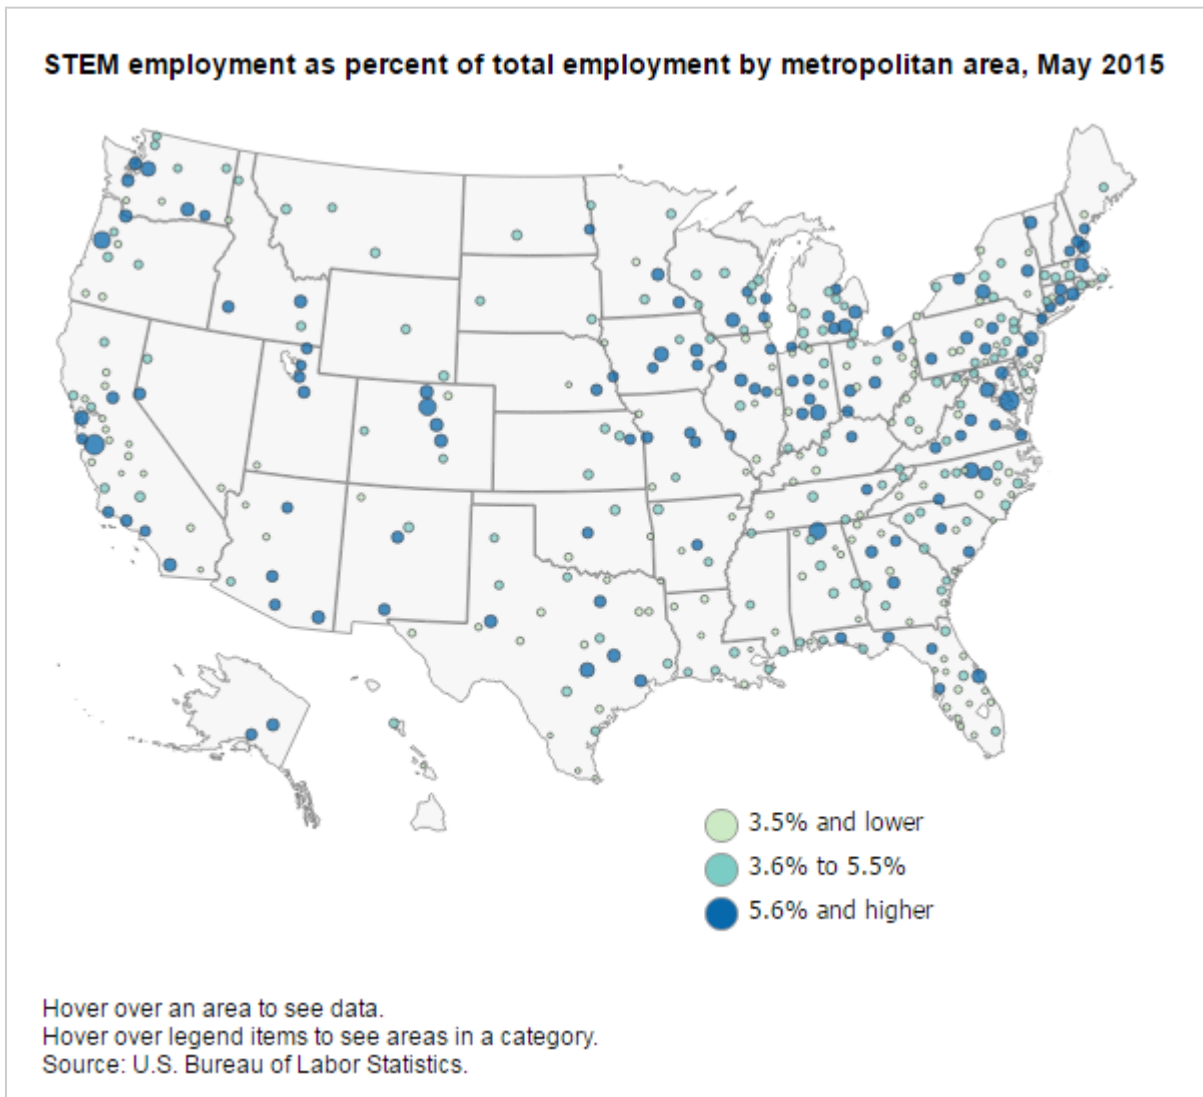 STEM employment as percent of total employment by metropolitan area, May 2015
3.5% and lower
3.6% to 5.5%
5.6% and higher
Hover over an area to see data.
Hover over legend items to see areas in a category.
Source: U.S. Bureau of Labor Statistics.